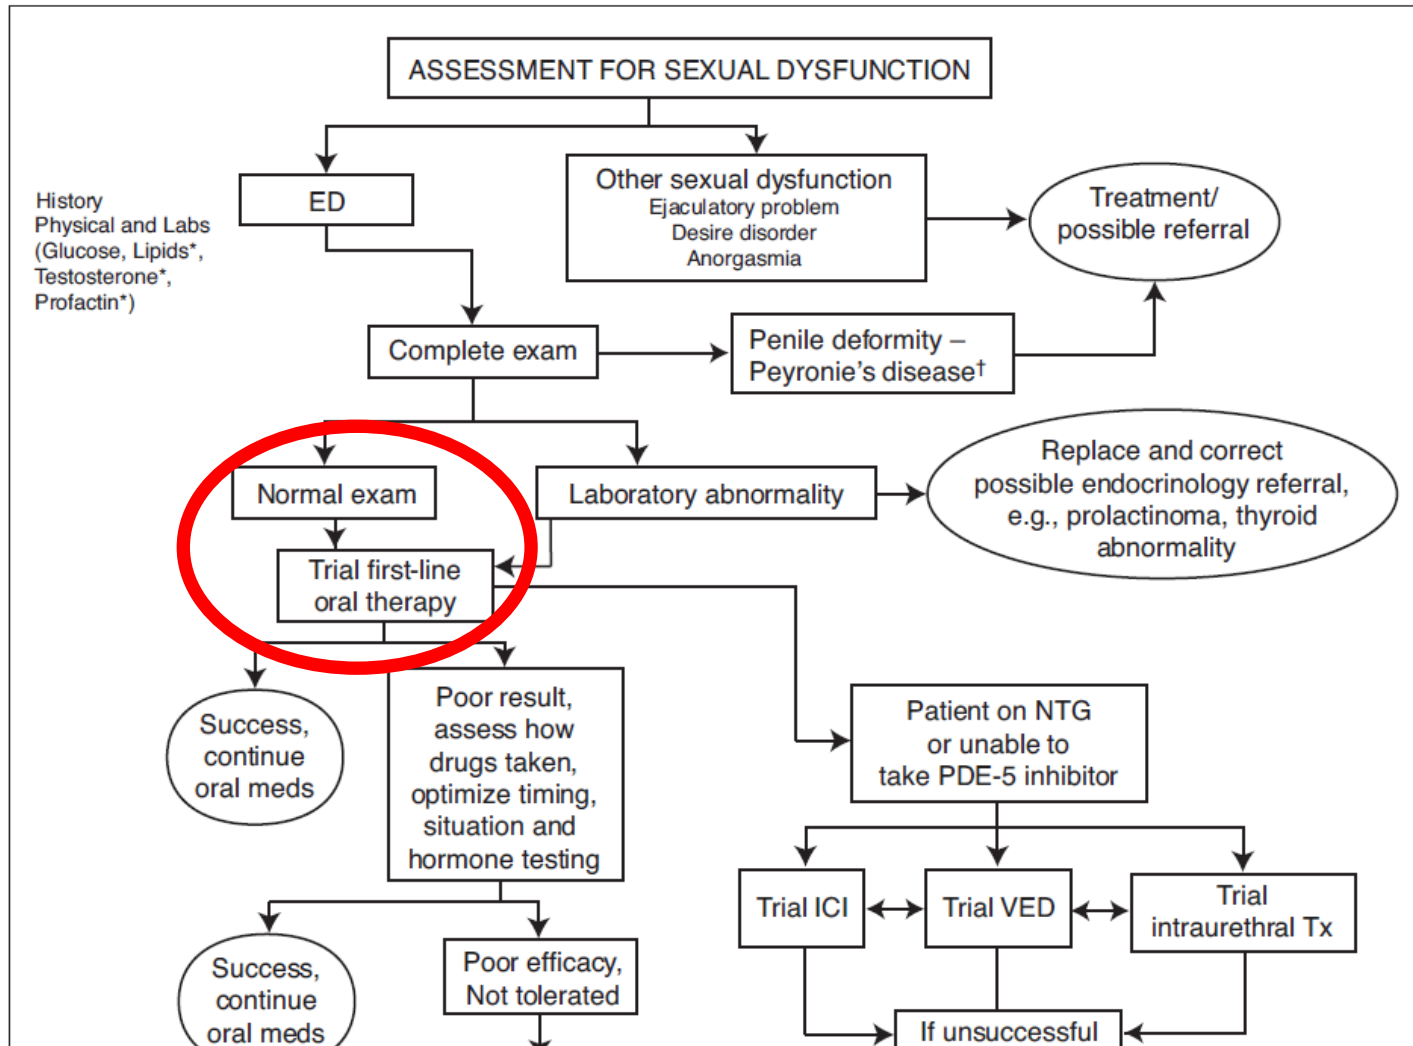 ASSESSMENT FOR SEXUAL DYSFUNCTION
History
Physical and Labs
(Glucose, Lipids*,
Testosterone*,
Profactin*)
ED
Other sexual dysfunction
Ejaculatory problem
Desire disorder
Anorgasmia
Treatment/
possible referral
Complete exam
Penile deformity –
Peyronie's disease†
Normal exam
Laboratory abnormality
Replace and correct
possible endocrinology referral,
e.g., prolactinoma, thyroid
abnormality
Trial first-line
oral therapy
Success,
continue
oral meds
Poor result,
assess how
drugs taken,
optimize timing,
situation and
hormone testing
Patient on NTG
or unable to
take PDE-5 inhibitor
Trial ICI
Trial VED
Trial
intraurethral Tx
Success,
continue
oral meds
Poor efficacy,
Not tolerated
If unsuccessful